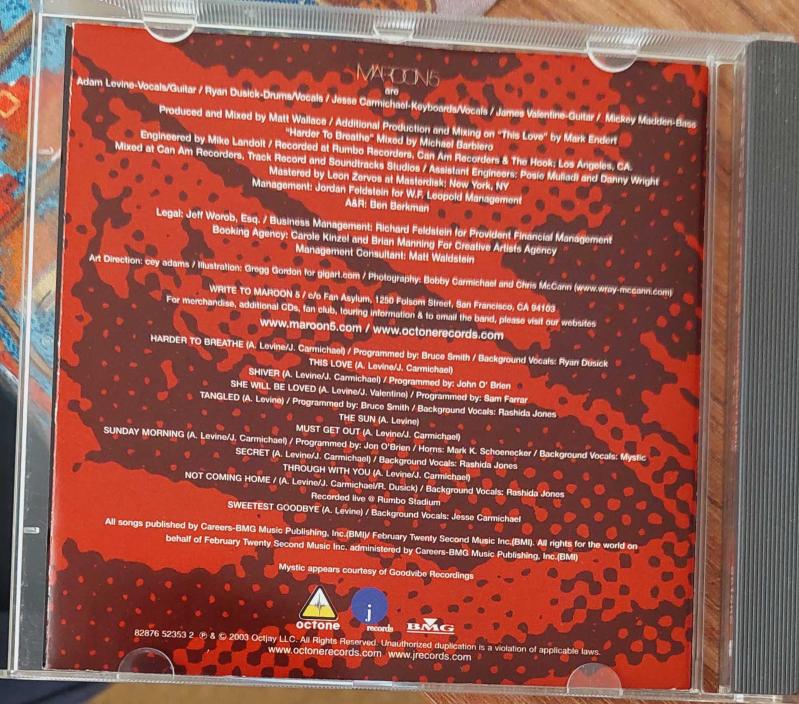 MAROON5
are
Adam Levine-Vocals/Guitar / Ryan Dusick-Drums/Vocals / Jesse Carmichael-Keyboards/Vocals / James Valentine-Guitar / Mickey Madden-Bass
Produced and Mixed by Matt Wallace / Additional Production and Mixing on "This Love" by Mark Endert
"Harder To Breathe" Mixed by Michael Barbiero
Engineered by Mike Landolt / Recorded at Rumbo Recorders, Can Am Recorders & The Hook; Los Angeles, CA.
Mixed at Can Am Recorders, Track Record and Soundtracks Studios / Assistant Engineers: Posie Muliadi and Danny Wright
Mastered by Leon Zervos at Masterdisk; New York, NY
Management: Jordan Feldstein for W.F. Leopold Management
A&R: Ben Berkman
Legal: Jeff Worob, Esq. / Business Management: Richard Feldstein for Provident Financial Management
Booking Agency: Carole Kinzel and Brian Manning For Creative Artists Agency
Management Consultant: Matt Waldstein
Art Direction: cey adams / Illustration: Gregg Gordon for gigart.com / Photography: Bobby Carmichael and Chris McCann (www.wray-mccann.com)
WRITE TO MAROON 5 / c/o Fan Asylum, 1250 Folsom Street, San Francisco, CA 94103
For merchandise, additional CDs, fan club, touring information & to email the band, please visit our websites
www.maroon5.com / www.octonerecords.com
HARDER TO BREATHE (A. Levine/J. Carmichael) / Programmed by: Bruce Smith / Background Vocals: Ryan Dusick
THIS LOVE (A. Levine/J. Carmichael)
SHIVER (A. Levine/J. Carmichael) / Programmed by: John O' Brien
SHE WILL BE LOVED (A. Levine/J. Valentine) / Programmed by: Sam Farrar
TANGLED (A. Levine) / Programmed by: Bruce Smith / Background Vocals: Rashida Jones
THE SUN (A. Levine)
MUST GET OUT (A. Levine/J. Carmichael)
SUNDAY MORNING (A. Levine/J. Carmichael) / Programmed by: Jon O'Brien / Horns: Mark K. Schoenecker / Background Vocals: Mystic
SECRET (A. Levine/J. Carmichael) / Background Vocals: Rashida Jones
THROUGH WITH YOU (A. Levine/J. Carmichael)
NOT COMING HOME / (A. Levine/J. Carmichael/R. Dusick) / Background Vocals: Rashida Jones
Recorded live @ Rumbo Stadium
SWEETEST GOODBYE (A. Levine) / Background Vocals: Jesse Carmichael
All songs published by Careers-BMG Music Publishing, Inc.(BMI)/ February Twenty Second Music Inc.(BMI). All rights for the world on
behalf of February Twenty Second Music Inc. administered by Careers-BMG Music Publishing, Inc.(BMI)
Mystic appears courtesy of Goodvibe Recordings
octone
j records
BMG
82876 52353 2 ℗ & © 2003 Octjay LLC. All Rights Reserved. Unauthorized duplication is a violation of applicable laws.
www.octonerecords.com www.jrecords.com